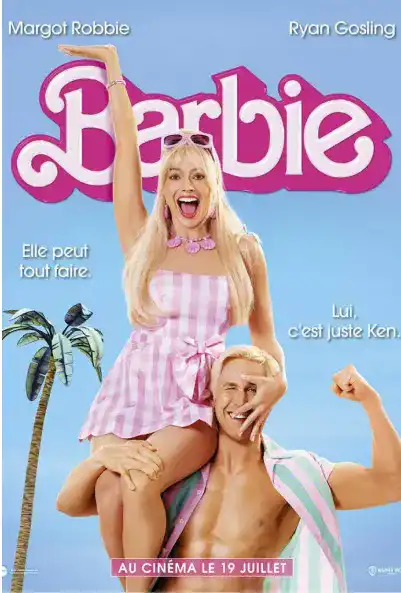 Margot Robbie
Ryan Gosling
Barbie
Elle peut
tout faire.
Lui,
c'est juste Ken.
AU CINÉMA LE 19 JUILLET